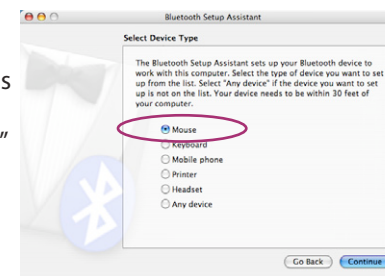 Bluetooth Setup Assistant
Select Device Type
The Bluetooth Setup Assistant sets up your Bluetooth device to
work with this computer. Select the type of device you want to set
up from the list. Select "Any device" if the device you want to set
up is not on the list. Your device needs to be within 30 feet of
your computer.
s
"
Mouse
Keyboard
Mobile phone
Printer
Headset
Any device
Go Back
Continue